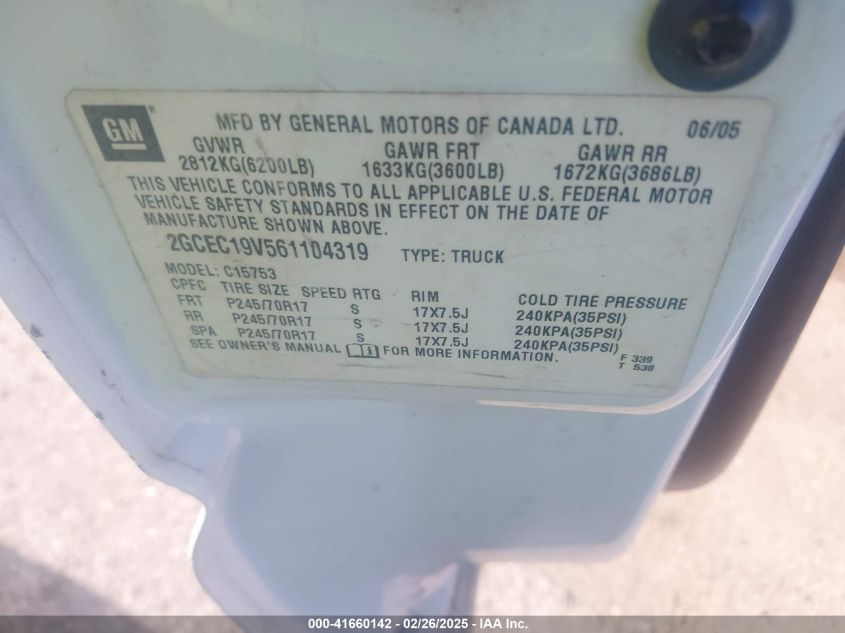 GM MFD BY GENERAL MOTORS OF CANADA LTD. 06/05
GVWR GAWR FRT GAWR RR
2812KG(6200LB) 1633KG(3600LB) 1672KG(3686LB)
THIS VEHICLE CONFORMS TO ALL APPLICABLE U.S. FEDERAL MOTOR
VEHICLE SAFETY STANDARDS IN EFFECT ON THE DATE OF
MANUFACTURE SHOWN ABOVE.
2GCEC19V561104319 TYPE: TRUCK
MODEL: C15753
CPFC TIRE SIZE SPEED RTG RIM COLD TIRE PRESSURE
FRT P245/70R17 S 17X7.5J 240KPA(35PSI)
RR P245/70R17 S 17X7.5J 240KPA(35PSI)
SPA P245/70R17 S 17X7.5J 240KPA(35PSI)
SEE OWNER'S MANUAL FOR MORE INFORMATION.
F 339
T 538
000-41660142 - 02/26/2025 - IAA Inc.